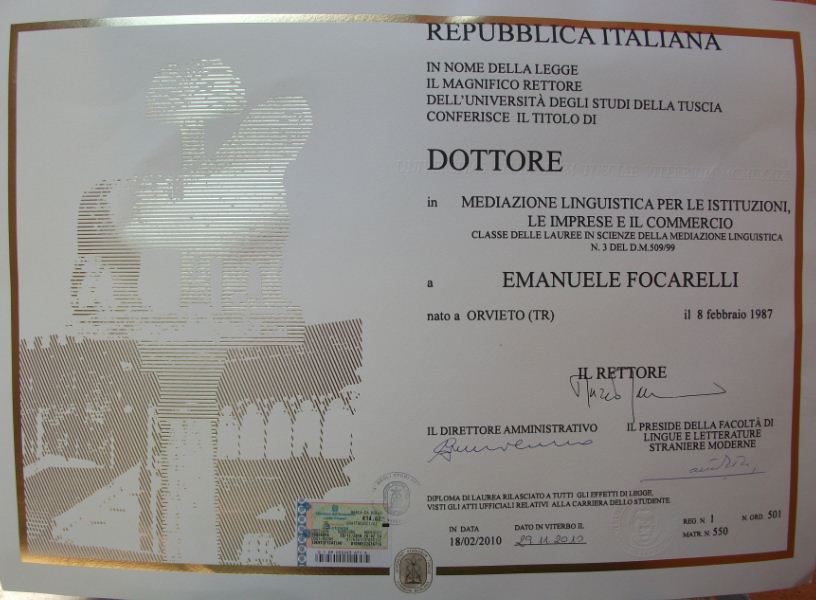 REPUBBLICA ITALIANA
IN NOME DELLA LEGGE
IL MAGNIFICO RETTORE
DELL'UNIVERSITÀ DEGLI STUDI DELLA TUSCIA
CONFERISCE IL TITOLO DI
DOTTORE
in MEDIAZIONE LINGUISTICA PER LE ISTITUZIONI,
LE IMPRESE E IL COMMERCIO
CLASSE DELLE LAUREE IN SCIENZE DELLA MEDIAZIONE LINGUISTICA
N. 3 DEL D.M.509/99
a EMANUELE FOCARELLI
nato a ORVIETO (TR) il 8 febbraio 1987
IL RETTORE
IL DIRETTORE AMMINISTRATIVO
IL PRESIDE DELLA FACOLTÀ DI
LINGUE E LETTERATURE
STRANIERE MODERNE
DIPLOMA DI LAUREA RILASCIATO A TUTTI GLI EFFETTI DI LEGGE,
VISTI GLI ATTI UFFICIALI RELATIVI ALLA CARRIERA DELLO STUDENTE
IN DATA DATO IN VITERBO IL REG. N. 1 N. ORD. 501
18/02/2010 29.11.2010 MATR. N. 550
MARCA DA BOLLO
€14,62